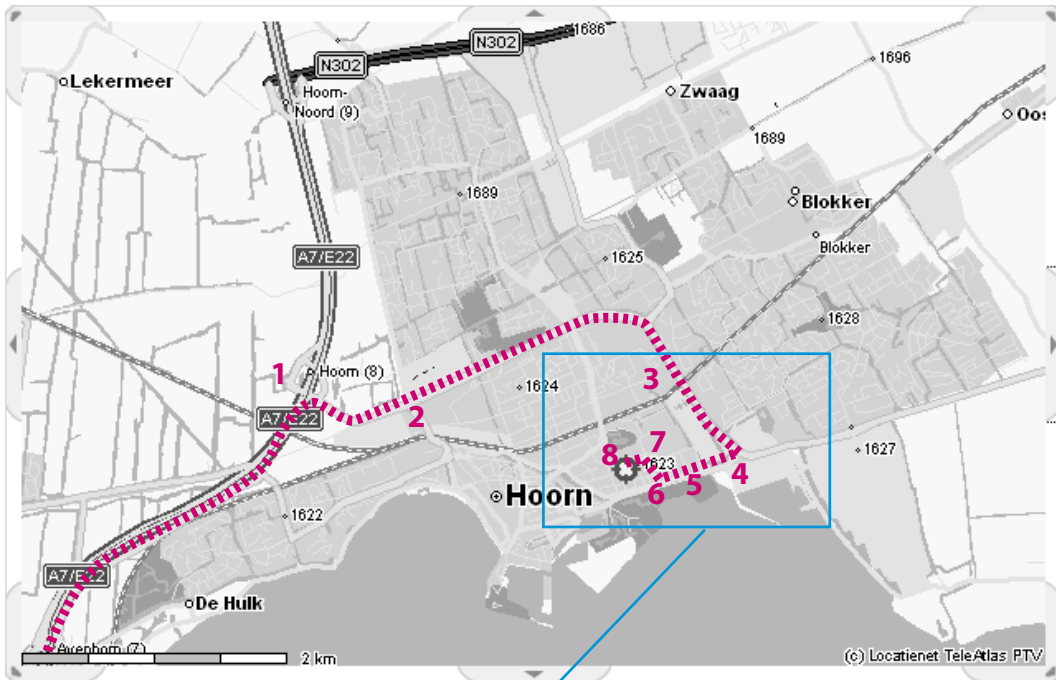 1686
N302
N302
1696
Lekermeer
Hoorn-
Noord (9)
Zwaag
Oos
1689
1689
Blokker
Blokker
A7/E22
1625
1628
1
Hoorn (8)
3
1624
2
A7/E22
7
8
1623
1627
4
5
6
Hoorn
1622
A7/E22
De Hulk
Avenhorn (7)
2 km
(c) Locatienet TeleAtlas PTV